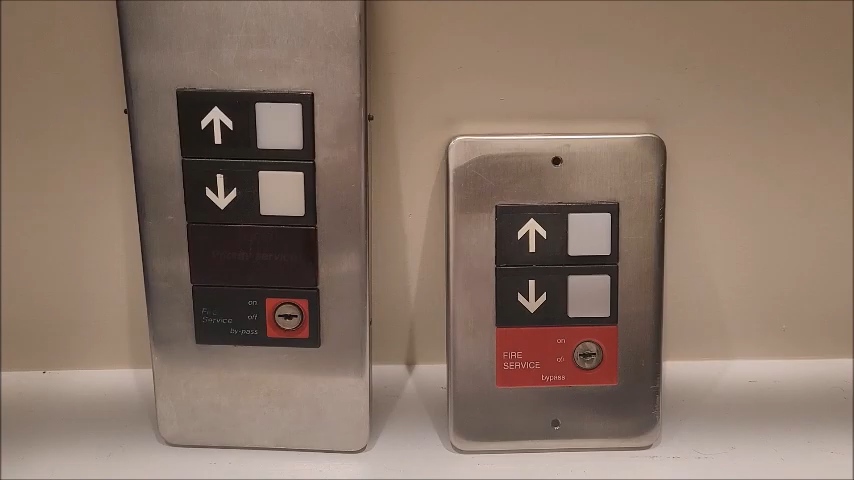 on
Fire
off
Service
by-pass
on
FIRE
off
SERVICE
bypass